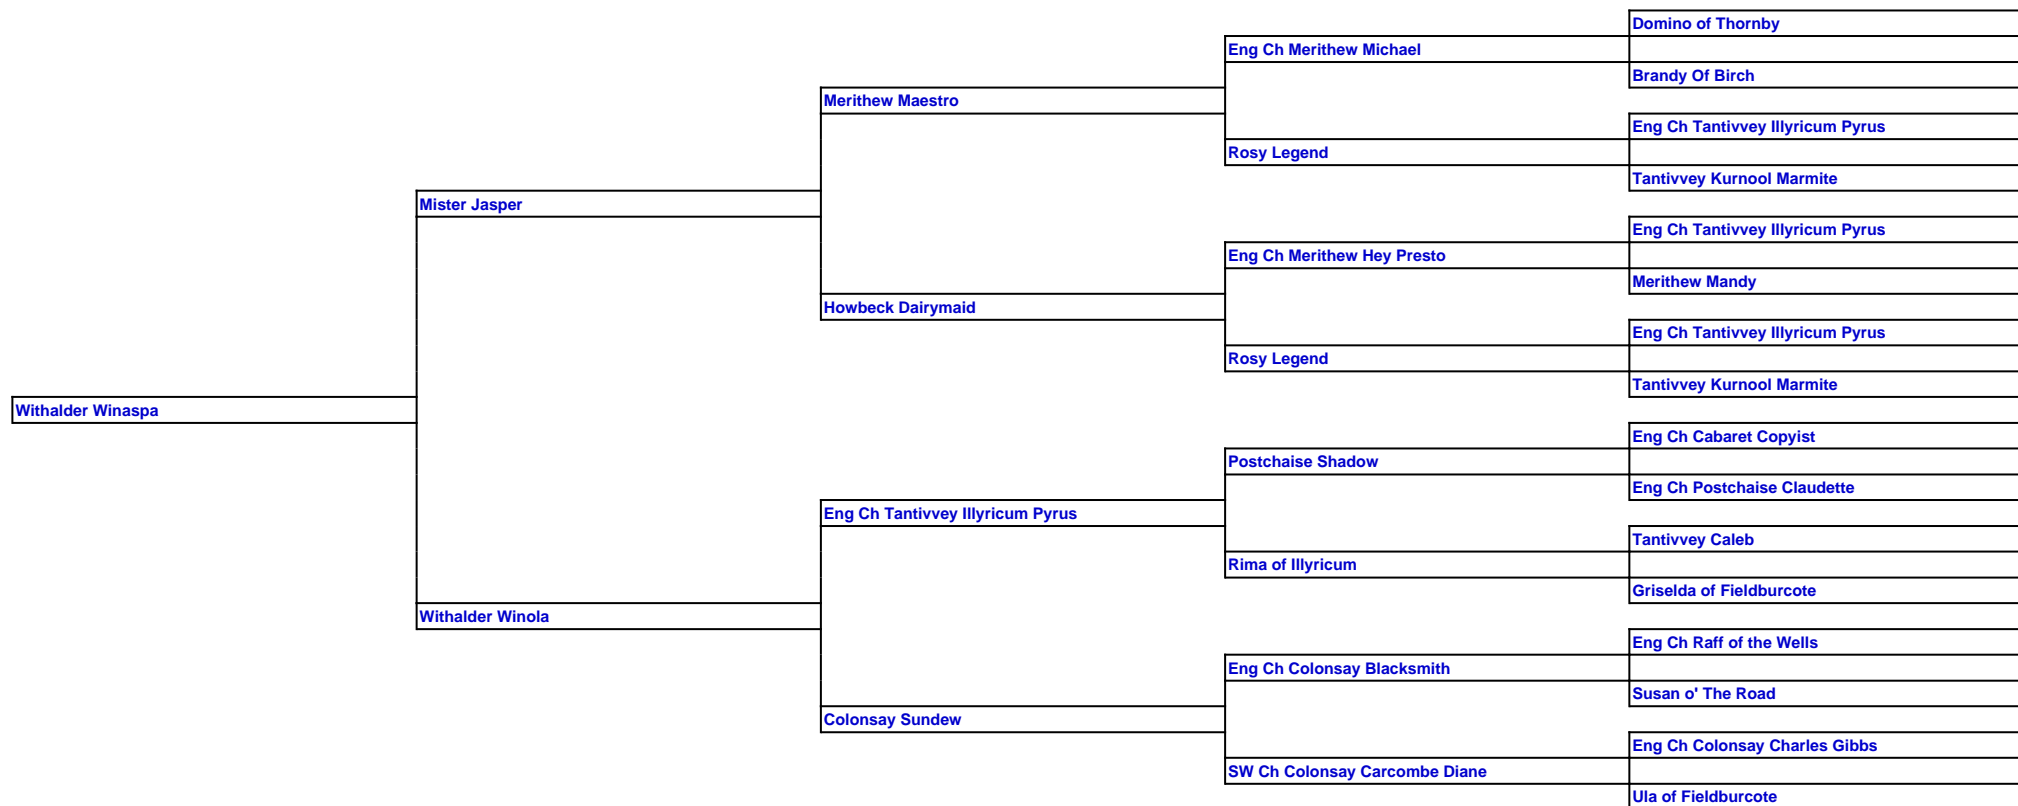 Domino of Thornby
Eng Ch Merithew Michael
Brandy Of Birch
Merithew Maestro
Eng Ch Tantivvey Illyricum Pyrus
Rosy Legend
Tantivvey Kurnool Marmite
Mister Jasper
Eng Ch Tantivvey Illyricum Pyrus
Eng Ch Merithew Hey Presto
Merithew Mandy
Howbeck Dairymaid
Eng Ch Tantivvey Illyricum Pyrus
Rosy Legend
Tantivvey Kurnool Marmite
Withalder Winaspa
Eng Ch Cabaret Copyist
Postchaise Shadow
Eng Ch Postchaise Claudette
Eng Ch Tantivvey Illyricum Pyrus
Tantivvey Caleb
Rima of Illyricum
Griselda of Fieldburcote
Withalder Winola
Eng Ch Raff of the Wells
Eng Ch Colonsay Blacksmith
Susan o' The Road
Colonsay Sundew
Eng Ch Colonsay Charles Gibbs
SW Ch Colonsay Carcombe Diane
Ula of Fieldburcote